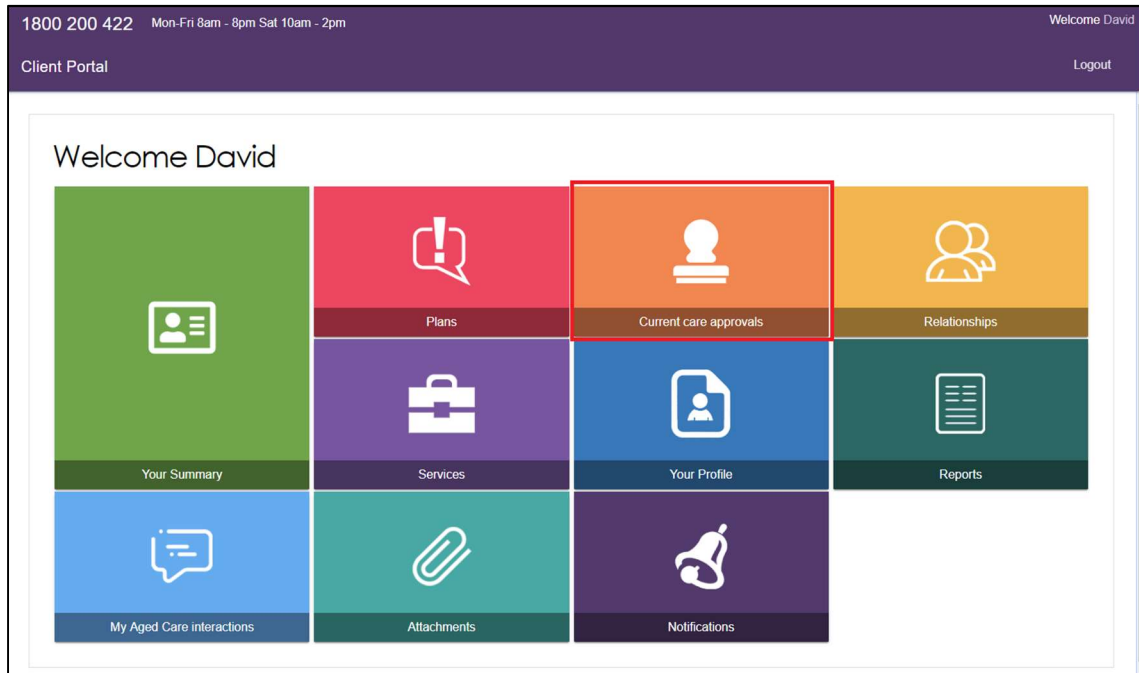 1800 200 422 Mon-Fri 8am - 8pm Sat 10am - 2pm
Welcome David
Client Portal
Logout
Welcome David
Plans
Current care approvals
Relationships
Your Summary
Services
Your Profile
Reports
My Aged Care interactions
Attachments
Notifications